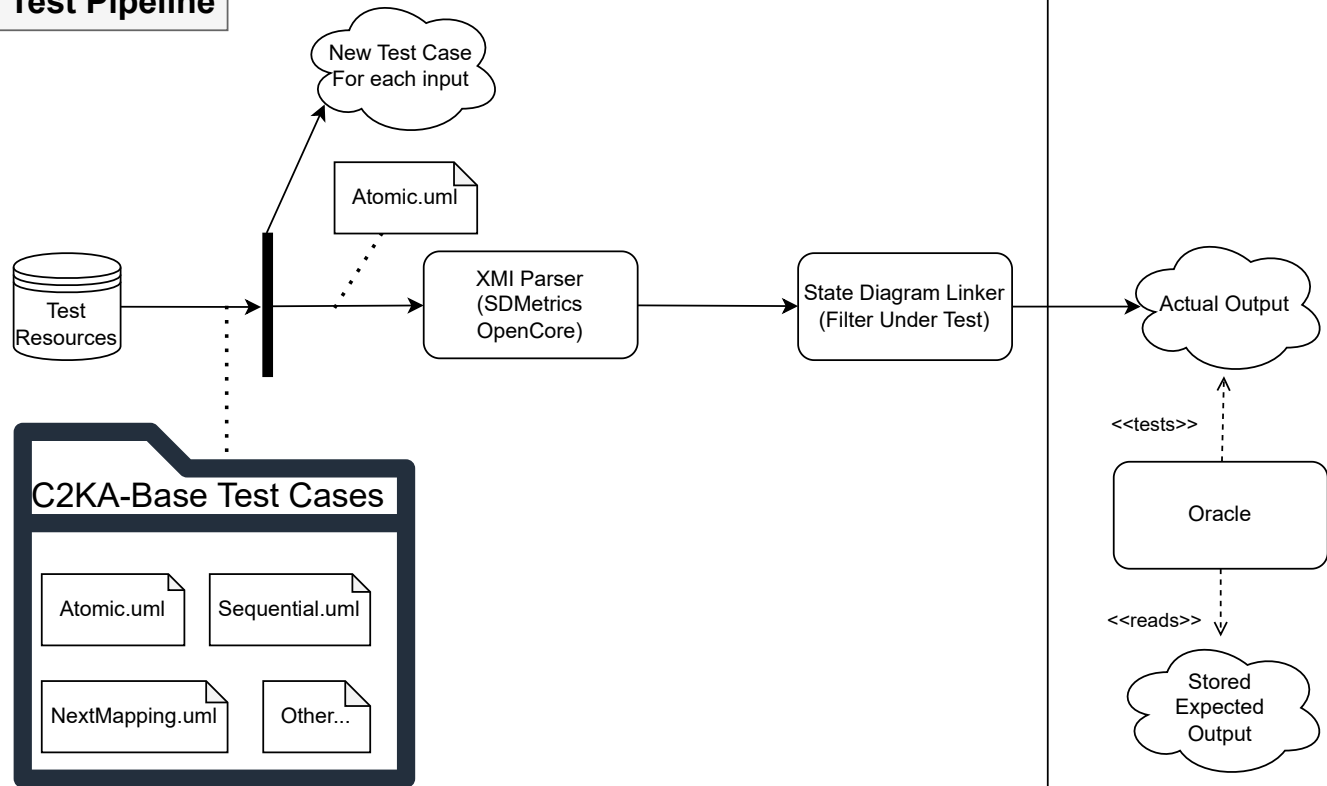 Test Pipeline
New Test Case
For each input
Atomic.uml
Test
Resources
XMI Parser
(SDMetrics
OpenCore)
State Diagram Linker
(Filter Under Test)
Actual Output
<<tests>>
Oracle
<<reads>>
Stored
Expected
Output
C2KA-Base Test Cases
Atomic.uml
Sequential.uml
NextMapping.uml
Other...